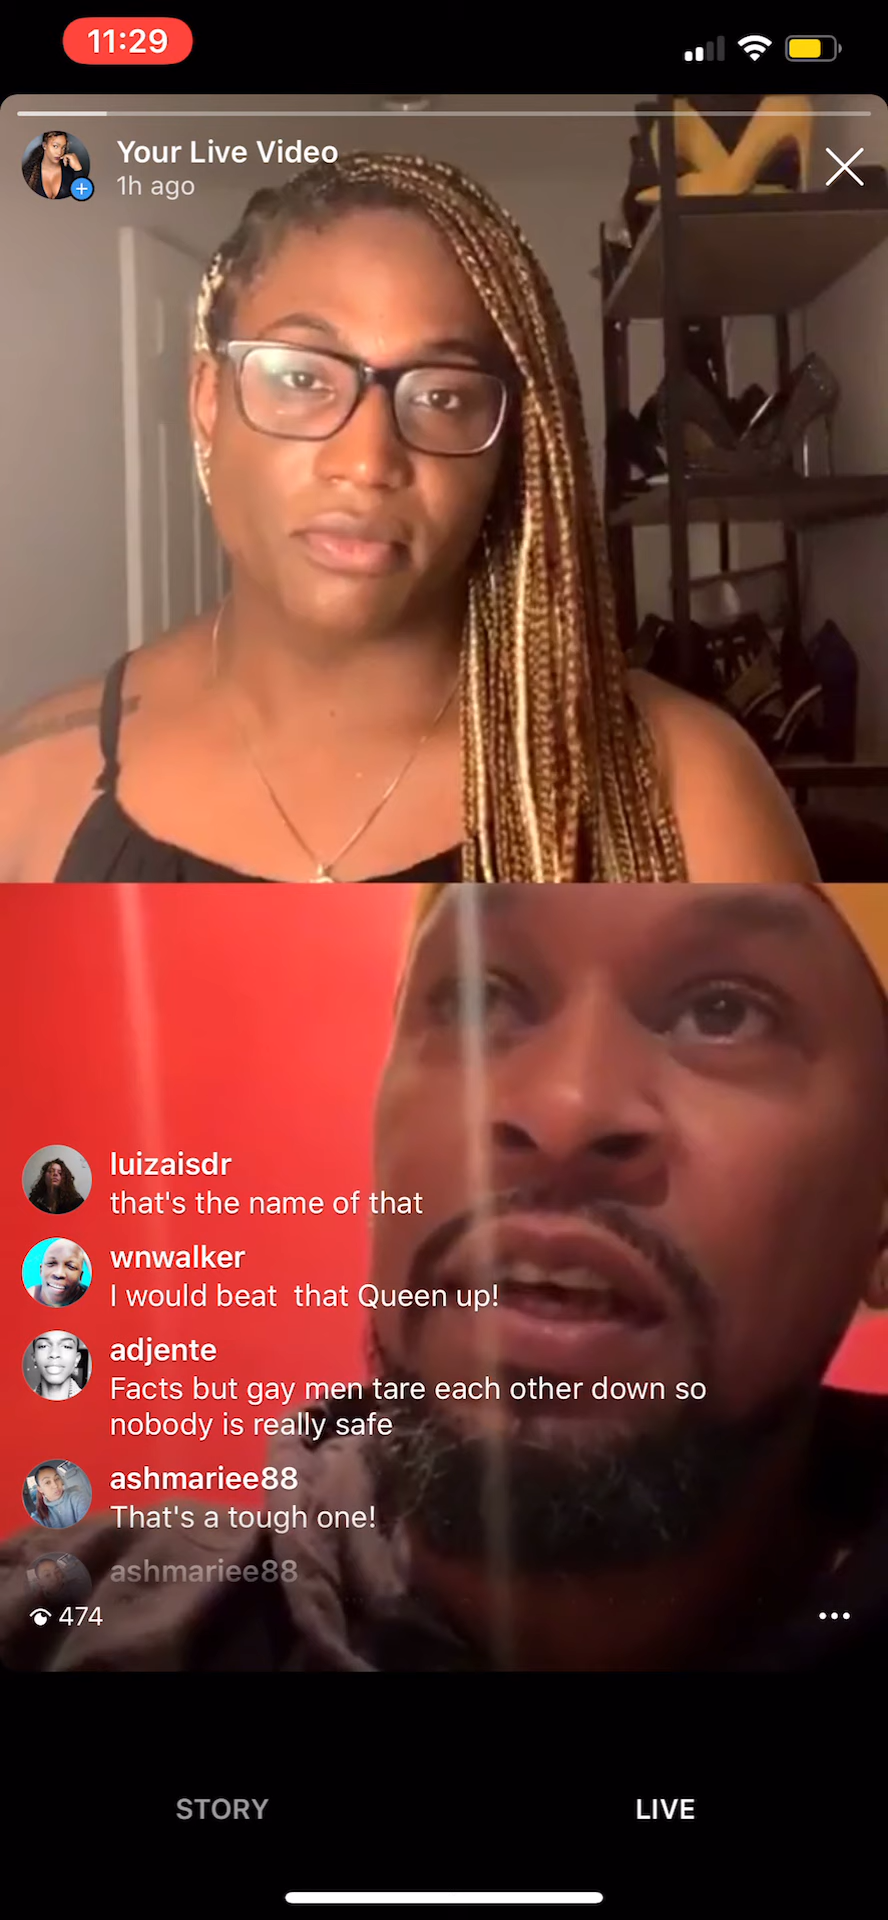 11:29
Your Live Video
1h ago
luizaisdr
that's the name of that
wnwalker
I would beat  that Queen up!
adjente
Facts but gay men tare each other down so
nobody is really safe
ashmariee88
That's a tough one!
ashmariee88
474
STORY
LIVE